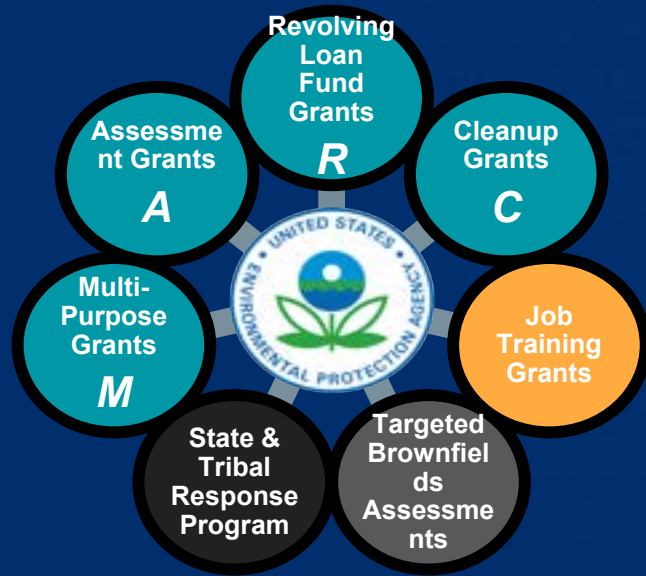 Revolving
Loan
Fund
Grants
R
Assessme
nt Grants
A
Cleanup
Grants
C
Multi-
Purpose
Grants
M
Job
Training
Grants
State &
Tribal
Response
Program
Targeted
Brownfiel
ds
Assessme
nts
• UNITED STATES •
ENVIRONMENTAL PROTECTION AGENCY